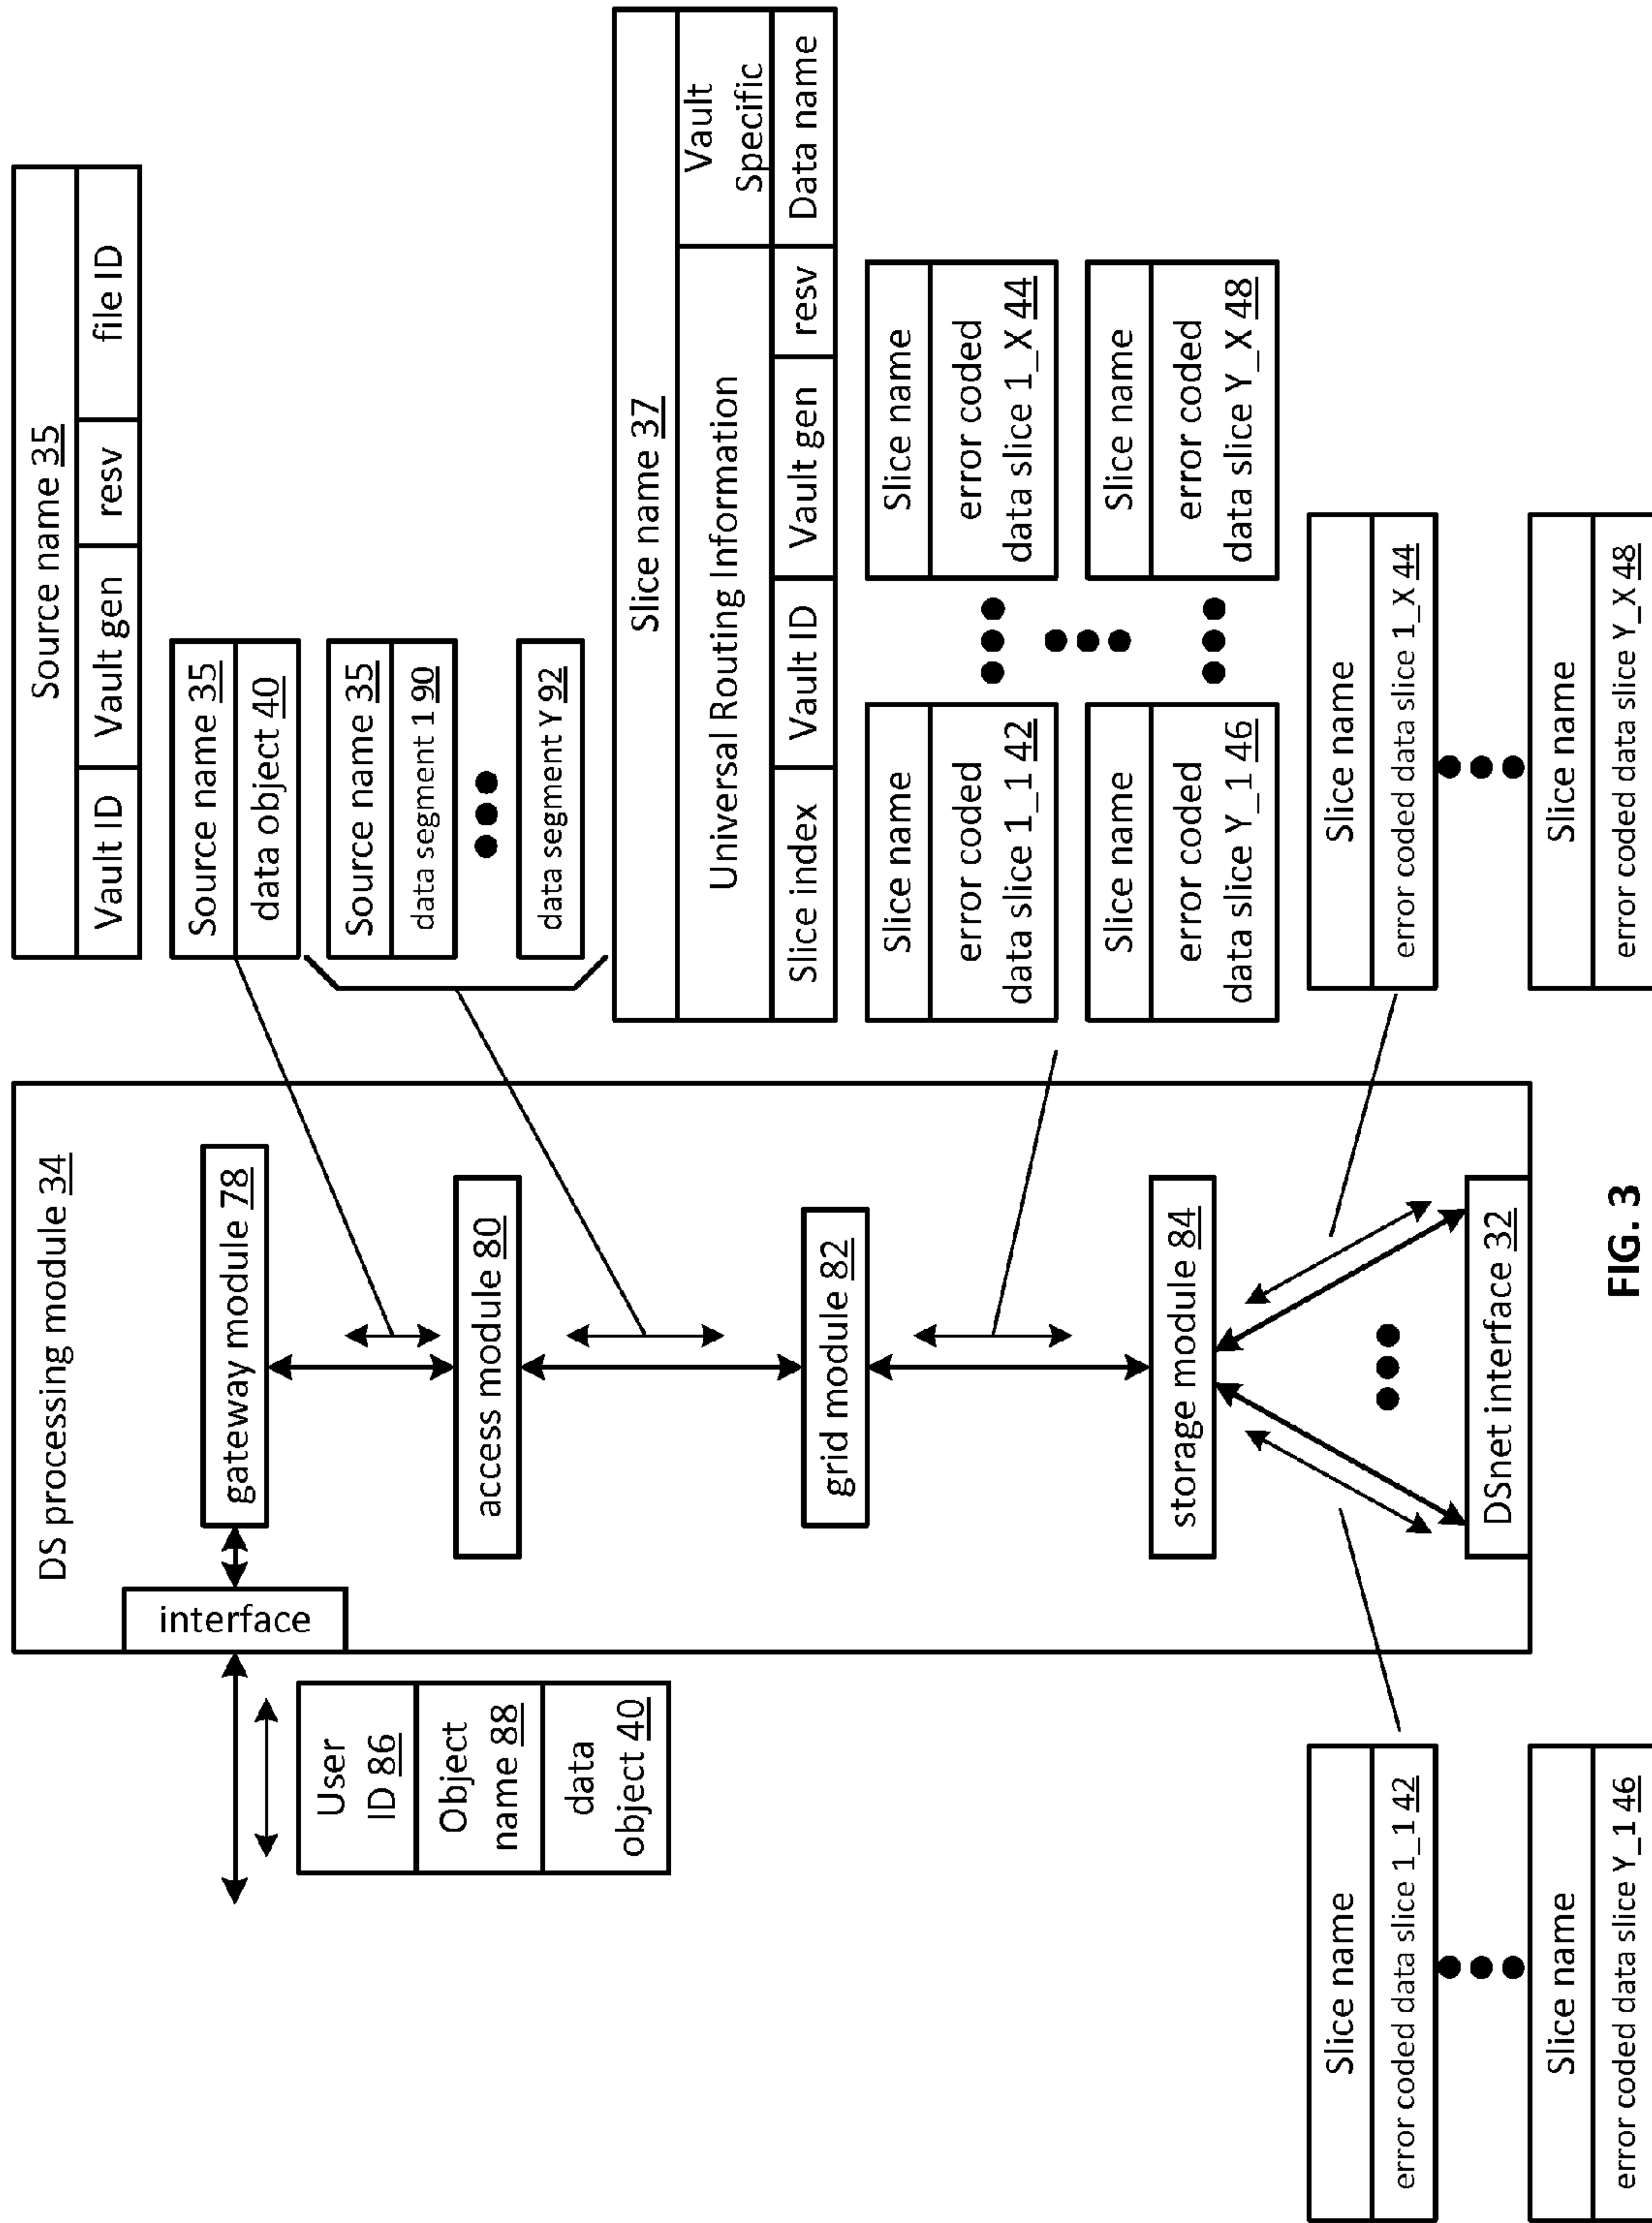 DS processing module 34
interface
gateway module 78
access module 80
grid module 82
storage module 84
DSnet interface 32
User
ID 86
Object
name 88
data
object 40
Source name 35
Vault ID
Vault gen
resv
file ID
Source name 35
data object 40
Source name 35
data segment 1 90
data segment Y 92
Slice name 37
Universal Routing Information
Vault
Specific
Slice index
Vault ID
Vault gen
resv
Data name
Slice name
error coded
data slice 1_1 42
Slice name
error coded
data slice 1_X 44
Slice name
error coded
data slice Y_1 46
Slice name
error coded
data slice Y_X 48
Slice name
error coded data slice 1_1 42
Slice name
error coded data slice Y_1 46
Slice name
error coded data slice 1_X 44
Slice name
error coded data slice Y_X 48
FIG. 3